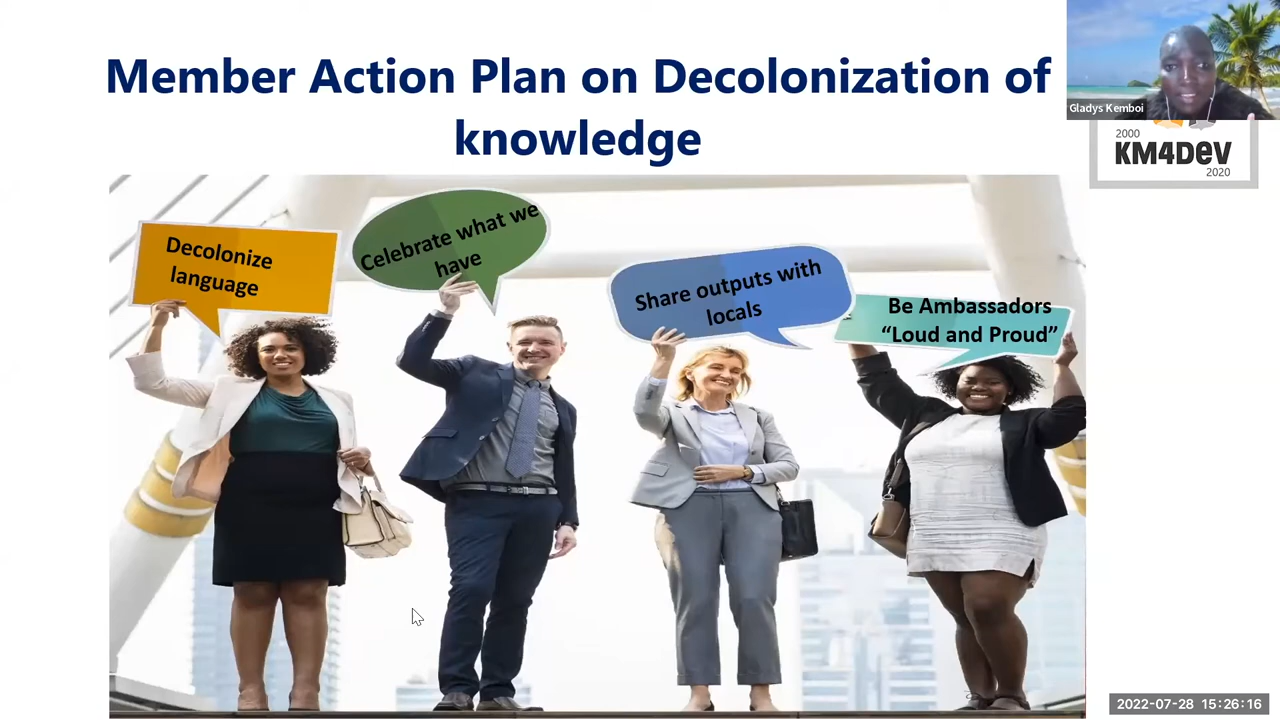 Member Action Plan on Decolonization of
knowledge
Gladys Kemboi
2000
KM4DEV
2020
Decolonize
language
Celebrate what we
have
Share outputs with
locals
Be Ambassadors
“Loud and Proud”
2022-07-28 15:26:16